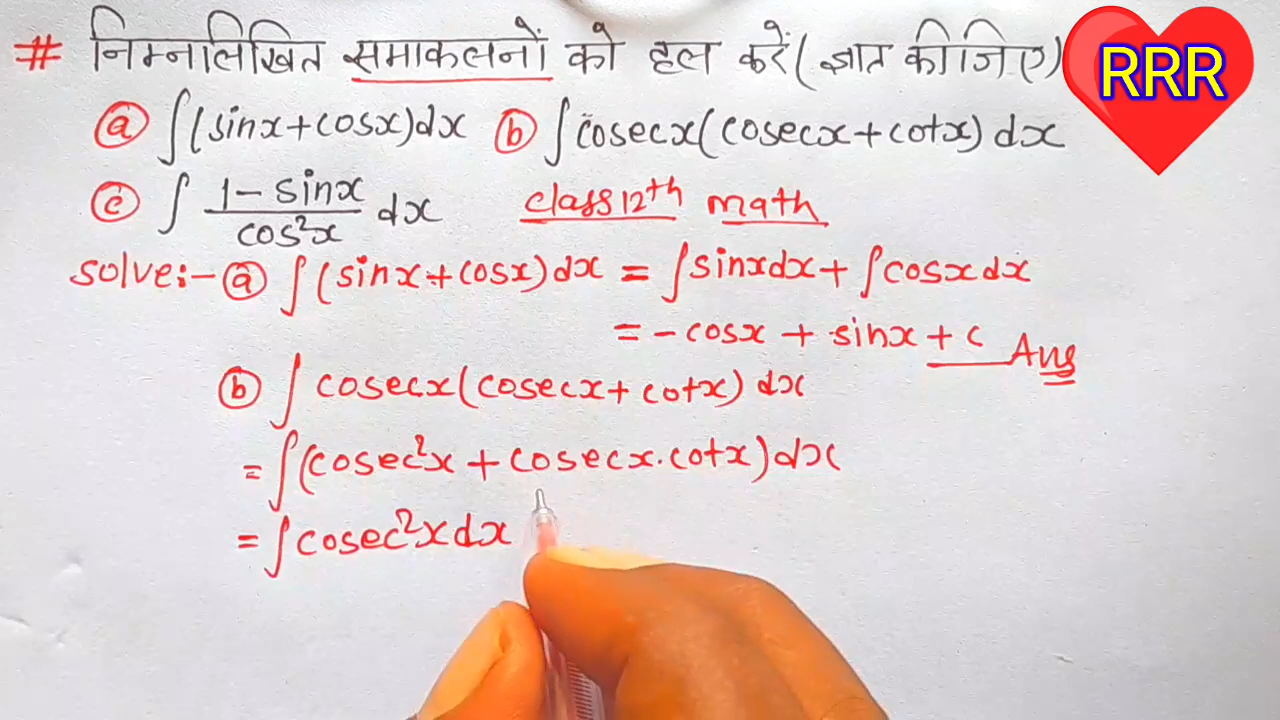 # निम्नलिखित समाकलनों को हल करें (ज्ञात कीजिए) RRR
ⓐ ∫(sinx+cosx)dx ⓑ ∫cosecx(cosecx+cotx) dx
ⓒ ∫ (1-sinx)/(cos²x) dx class 12th math
solve:- ⓐ ∫(sinx+cosx)dx = ∫sinxdx + ∫cosxdx
= -cosx + sinx + c Ans
ⓑ ∫ cosecx(cosecx+cotx) dx
= ∫(cosec²x + cosecx.cotx)dx
= ∫cosec²xdx